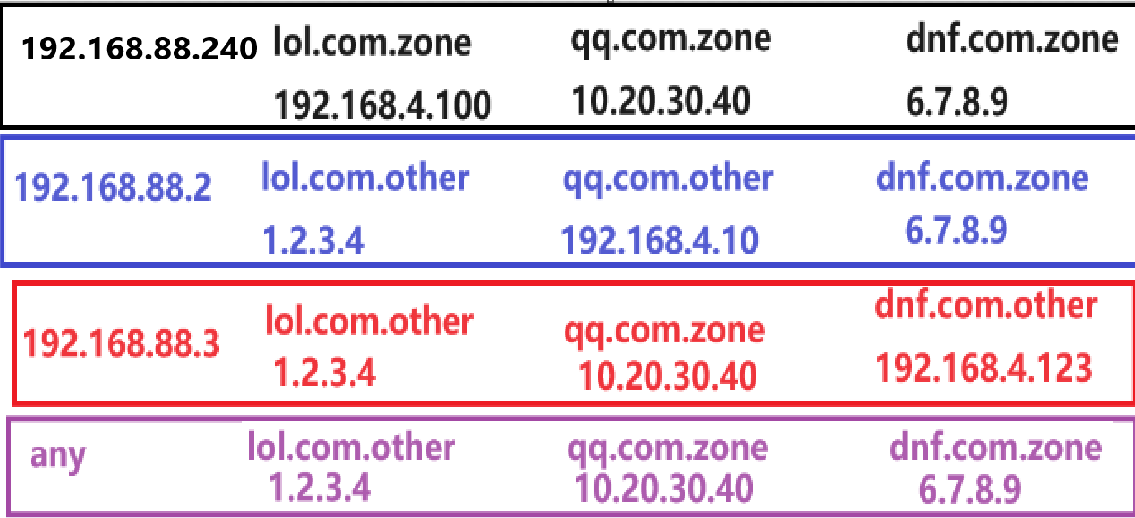 192.168.88.240 lol.com.zone qq.com.zone dnf.com.zone
192.168.4.100 10.20.30.40 6.7.8.9
192.168.88.2 lol.com.other qq.com.other dnf.com.zone
1.2.3.4 192.168.4.10 6.7.8.9
192.168.88.3 lol.com.other qq.com.zone dnf.com.other
1.2.3.4 10.20.30.40 192.168.4.123
any lol.com.other qq.com.zone dnf.com.zone
1.2.3.4 10.20.30.40 6.7.8.9